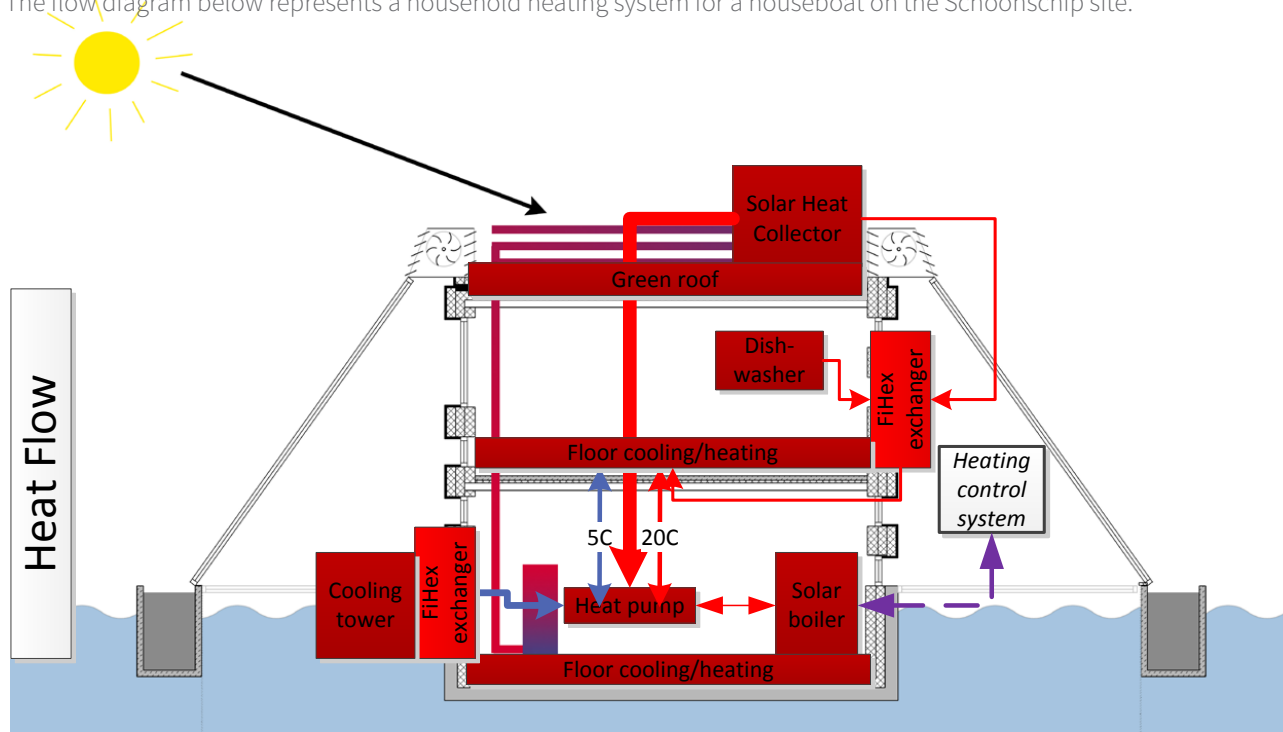 The flow diagram below represents a household heating system for a houseboat on the Schoonschip site.
Solar Heat
Collector
Green roof
Dish-
washer
FiHex
exchanger
Heat Flow
Floor cooling/heating
Heating
control
system
5C
20C
Cooling
tower
FiHex
exchanger
Heat pump
Solar
boiler
Floor cooling/heating